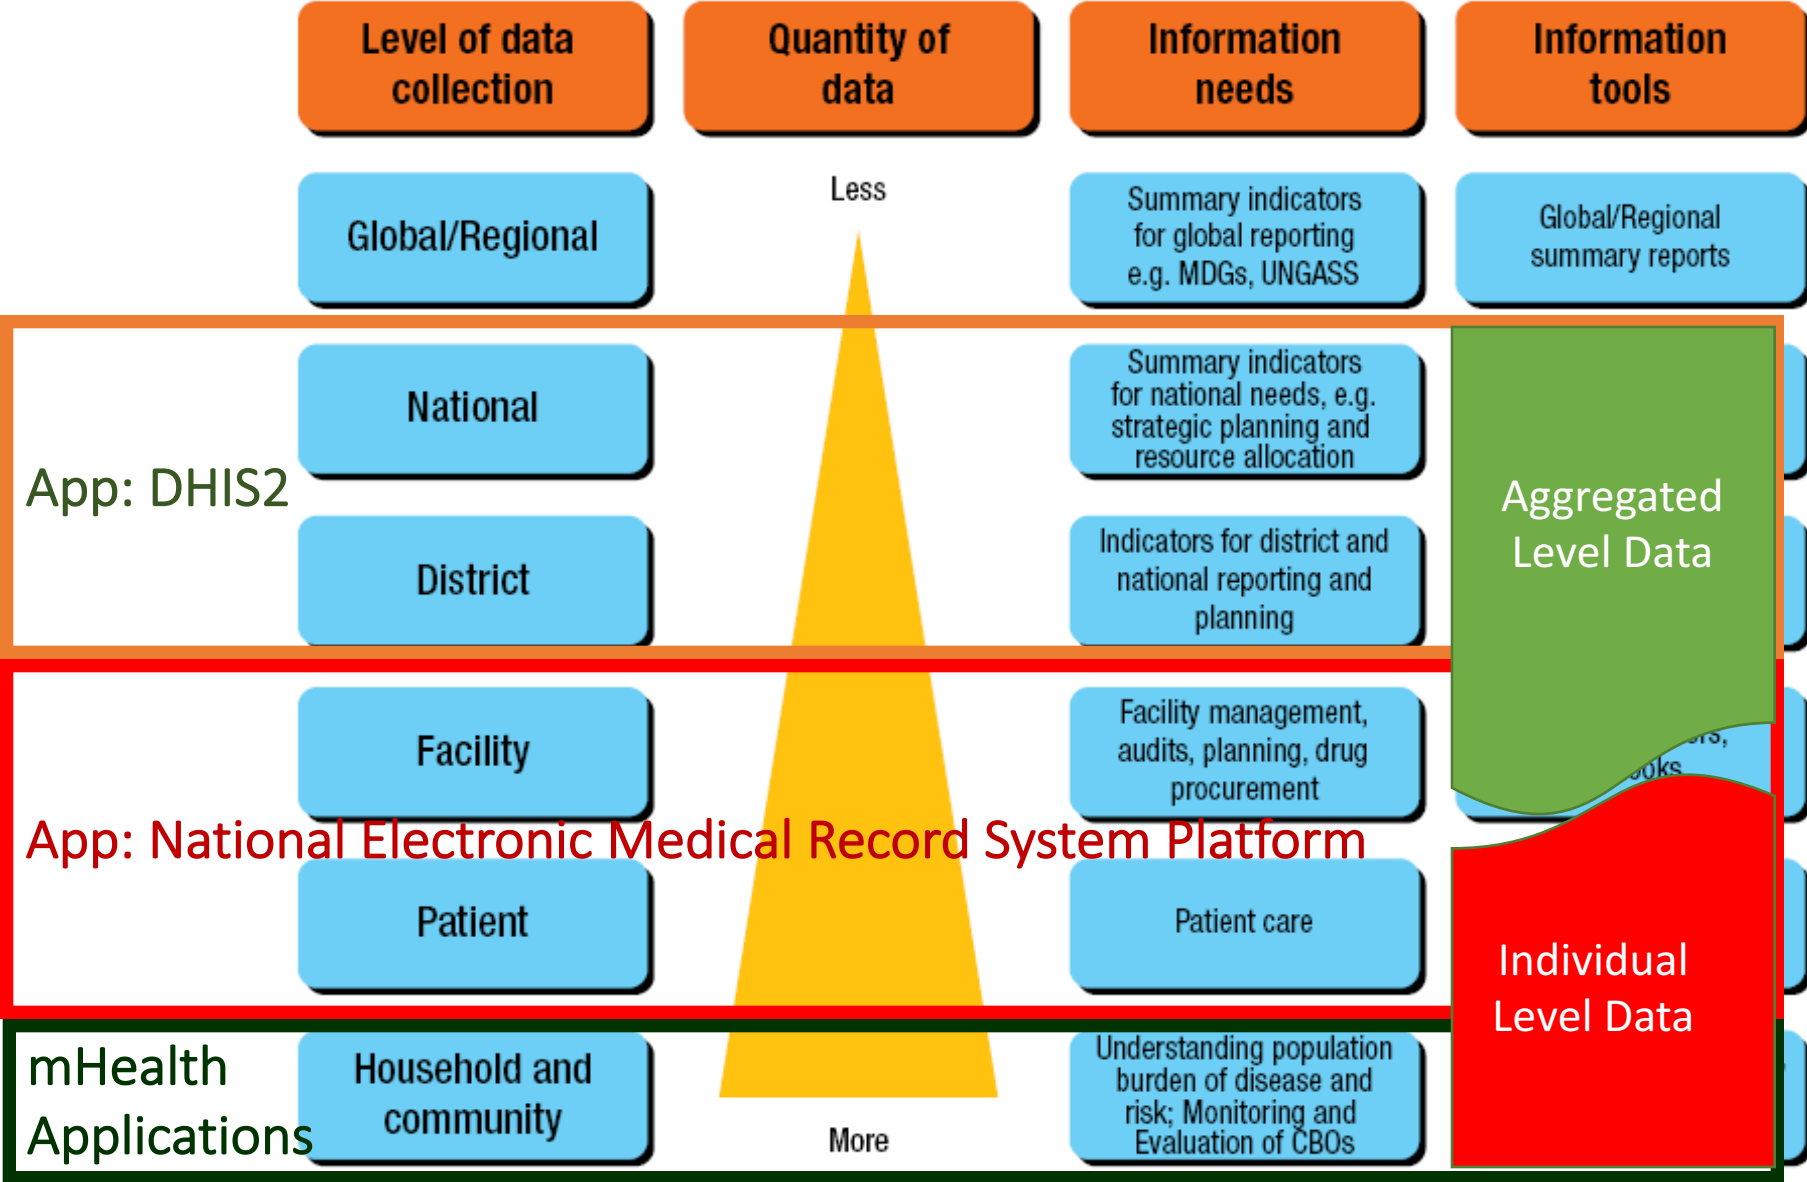 Level of data
collection
Quantity of
data
Information
needs
Information
tools
Global/Regional
Less
Summary indicators
for global reporting
e.g. MDGs, UNGASS
Global/Regional
summary reports
App: DHIS2
National
Summary indicators
for national needs, e.g.
strategic planning and
resource allocation
Aggregated
Level Data
District
Indicators for district and
national reporting and
planning
App: National Electronic Medical Record System Platform
Facility
Facility management,
audits, planning, drug
procurement
Patient
Patient care
Individual
Level Data
mHealth
Applications
Household and
community
More
Understanding population
burden of disease and
risk; Monitoring and
Evaluation of CBOs